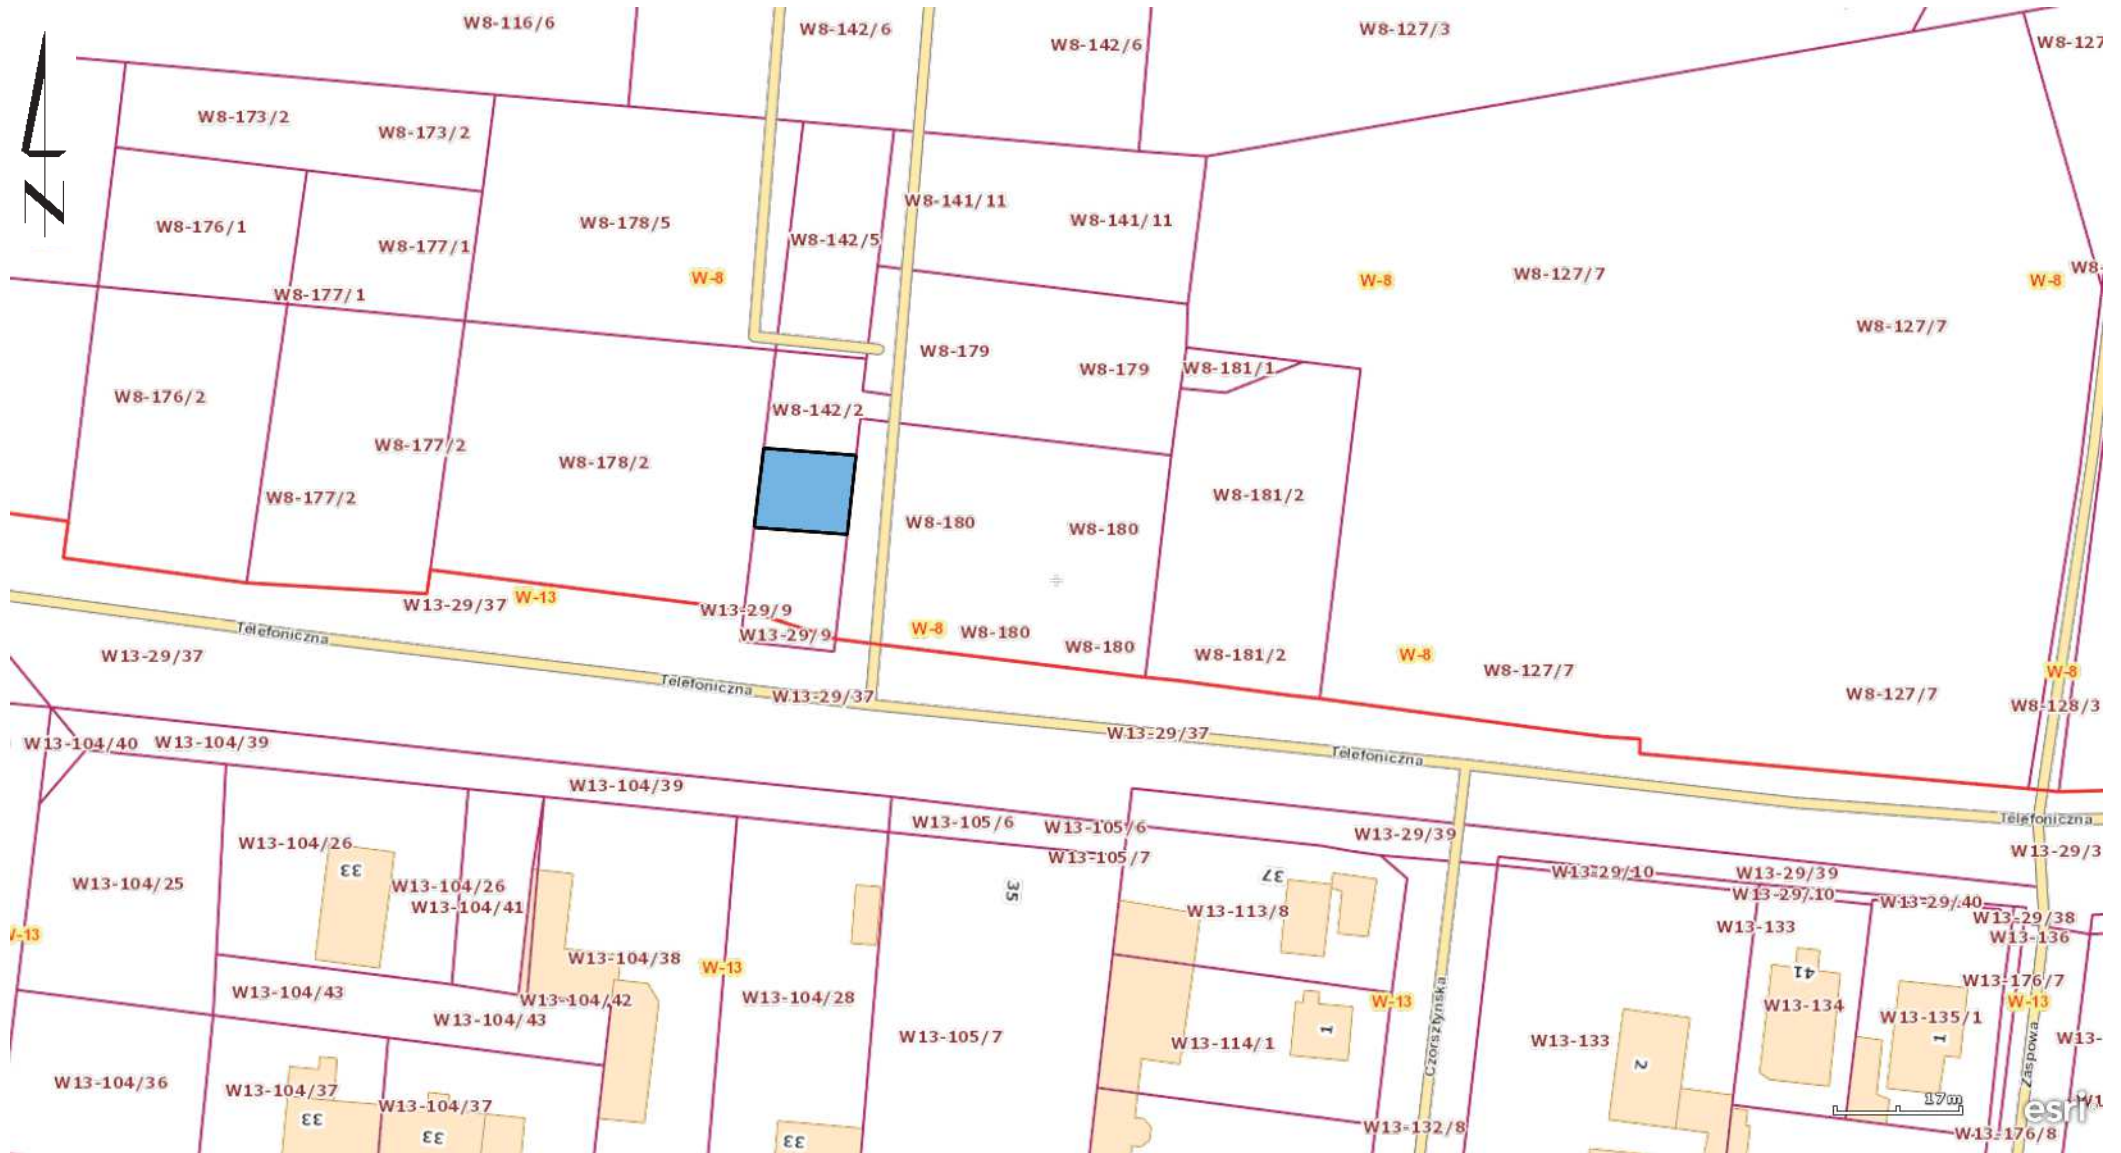 W8-116/6
W8-142/6
W8-142/6
W8-127/3
W8-127
W8-173/2
W8-173/2
W8-176/1
W8-177/1
W8-177/1
W8-178/5
W-8
W8-142/5
W8-141/11
W8-141/11
W-8
W8-127/7
W-8
W8-
W8-127/7
N
W8-179
W8-179
W8-181/1
W8-176/2
W8-177/2
W8-177/2
W8-178/2
W8-142/2
W8-180
W8-180
W8-181/2
W13-29/37
W-13
W13-29/9
W13-29/9
W-8
W8-180
W8-180
W8-181/2
W-8
W8-127/7
W8-127/7
W-8
W8-128/3
Telefoniczna
W13-29/37
Telefoniczna
W13-29/37
W13-29/37
Telefoniczna
Telefoniczna
W13-104/40
W13-104/39
W13-104/39
W13-105/6
W13-105/6
W13-105/7
W13-29/39
W13-29/3
W13-29/10
W13-29/39
W13-29/10
W13-29/40
W13-29/38
W13-136
W13-104/25
W13-104/26
33
W13-104/26
W13-104/41
35
37
W13-113/8
W13-133
-13
W13-104/38
W-13
W13-104/28
W13-104/43
W13-104/42
W13-104/43
W-13
41
W13-134
W13-176/7
W-13
W13-135/1
1
W13-105/7
W13-114/1
1
Czorsztyńska
W13-133
2
Zaspowa
W13-
W13-104/36
W13-104/37
W13-104/37
33
33
33
W13-132/8
17m
esri
W1
W13-176/8